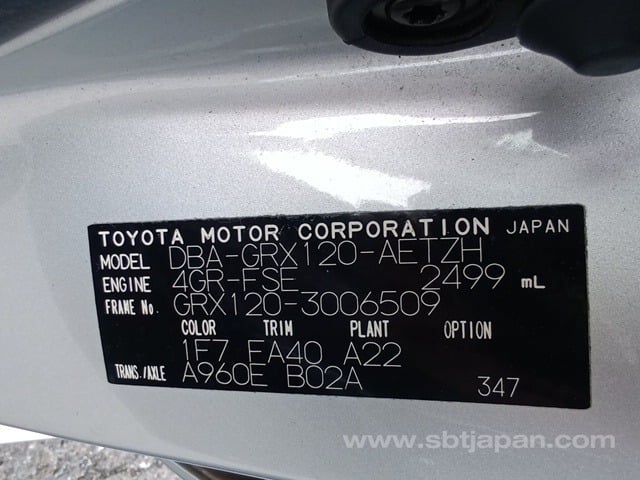 TOYOTA MOTOR CORPORATION JAPAN
MODEL DBA-GRX120-AETZH
ENGINE 4GR-FSE 2499 mL
FRAME No. GRX120-3006509
COLOR TRIM PLANT OPTION
1F7 FA40 A22
TRANS./AXLE A960E B02A
347
www.sbtjapan.com